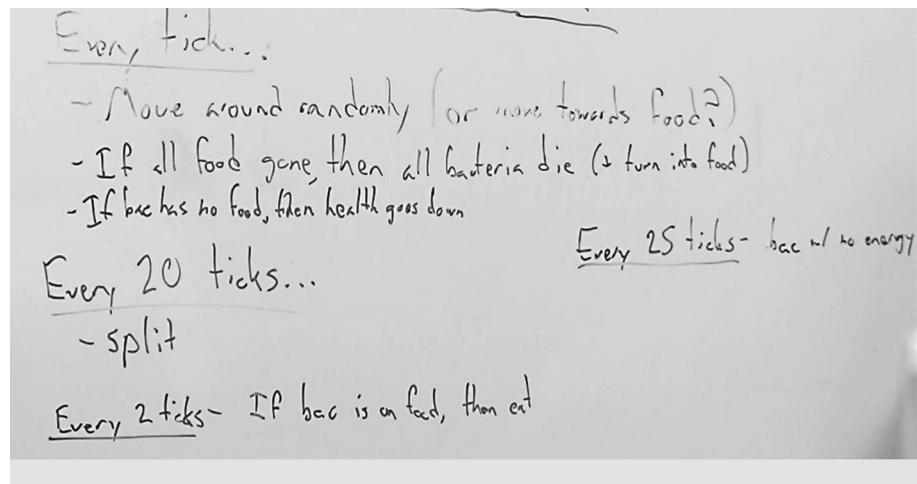 Every tick...
- Move around randomly (or move towards food?)
- If all food gone, then all bacteria die (& turn into food)
- If bac has no food, then health goes down
Every 25 ticks- bac w/ no energy
Every 20 ticks...
- split
Every 2 ticks- If bac is on food, then eat